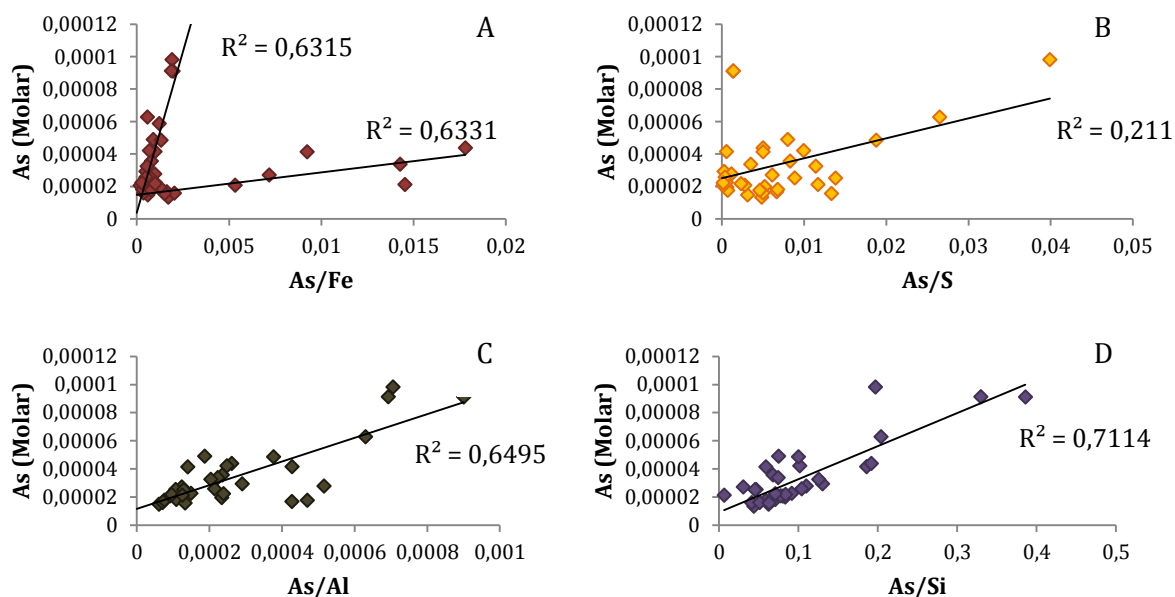 A
0,00012
0,0001
0,00008
0,00006
0,00004
0,00002
0
As (Molar)
R² = 0,6315
R² = 0,6331
0 0,005 0,01 0,015 0,02
As/Fe
B
0,00012
0,0001
0,00008
0,00006
0,00004
0,00002
0
As (Molar)
R² = 0,211
0 0,01 0,02 0,03 0,04 0,05
As/S
C
0,00012
0,0001
0,00008
0,00006
0,00004
0,00002
0
As (Molar)
R² = 0,6495
0 0,0002 0,0004 0,0006 0,0008 0,001
As/Al
D
0,00012
0,0001
0,00008
0,00006
0,00004
0,00002
0
As (Molar)
R² = 0,7114
0 0,1 0,2 0,3 0,4 0,5
As/Si